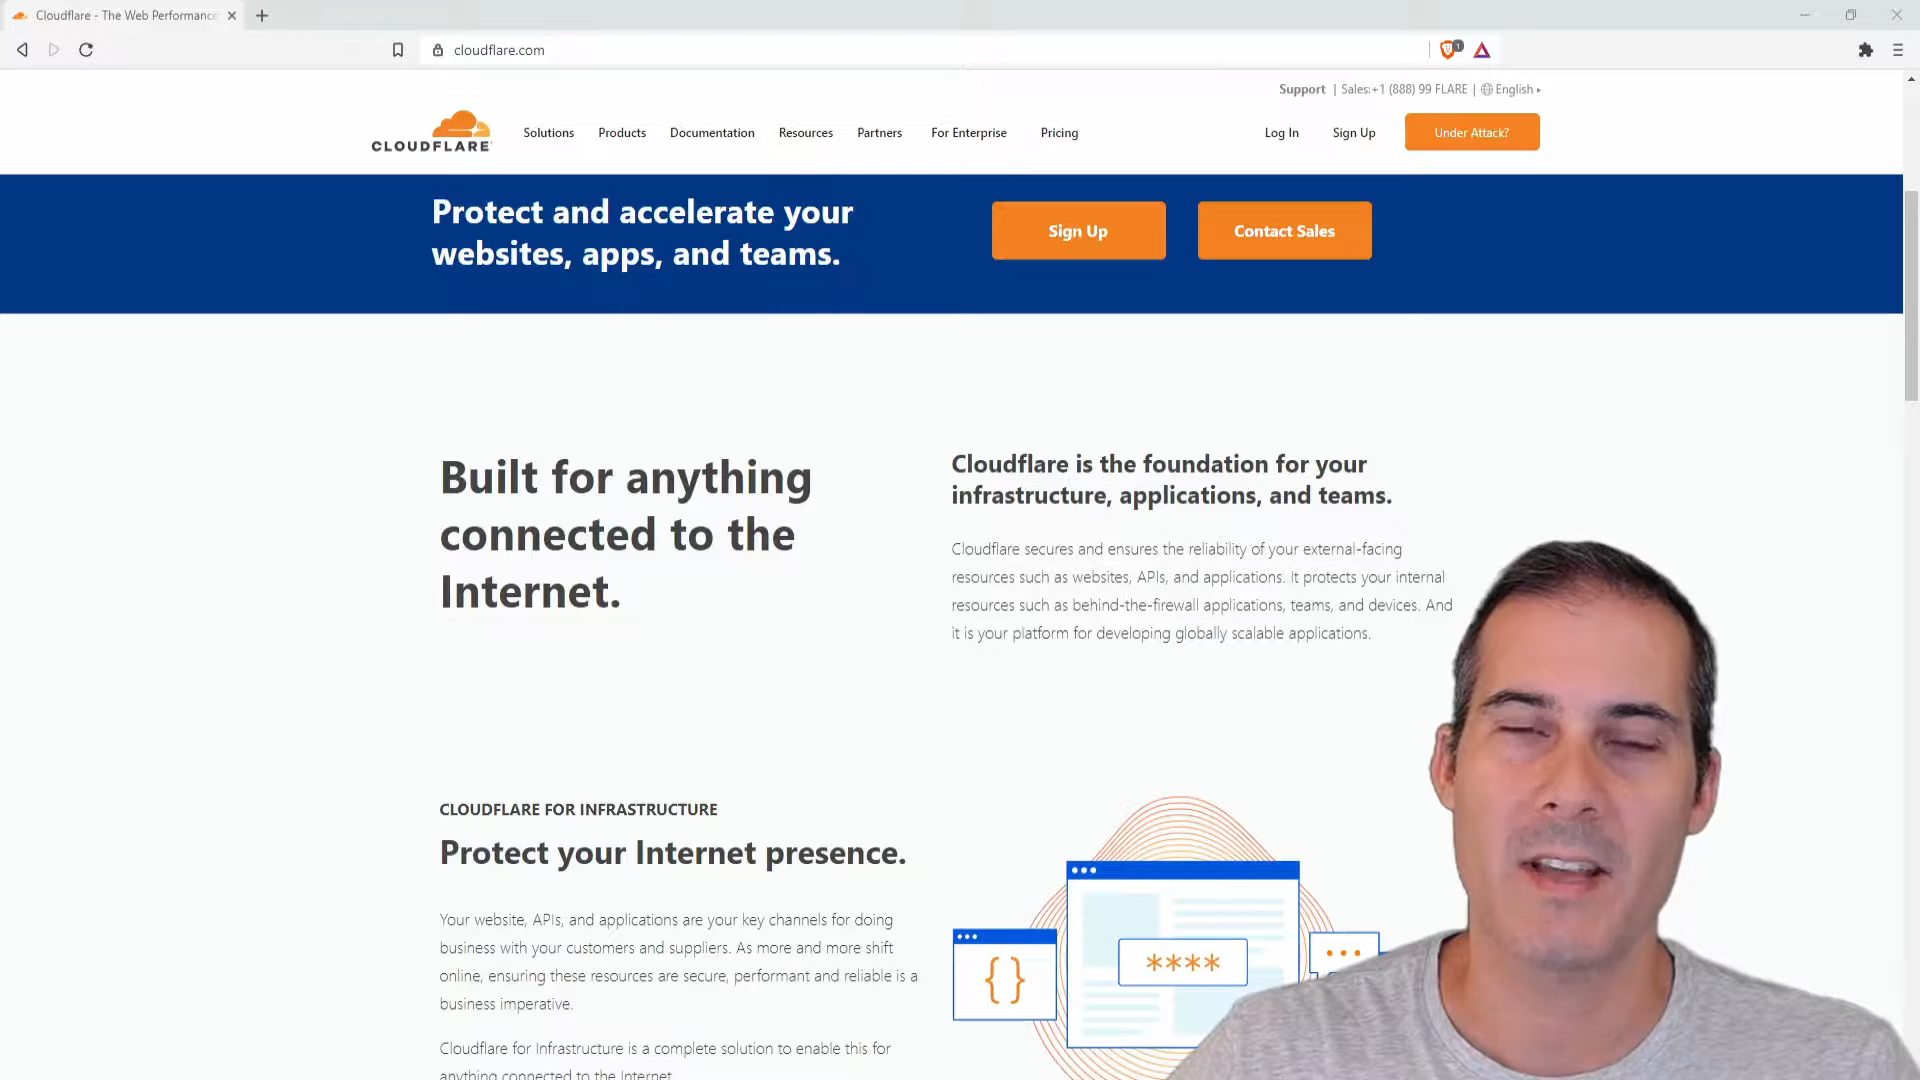 Cloudflare - The Web Performance
cloudflare.com
1
Support | Sales:+1 (888) 99 FLARE | English
CLOUDFLARE
Solutions Products Documentation Resources Partners For Enterprise Pricing Log In Sign Up Under Attack?
Protect and accelerate your
websites, apps, and teams.
Sign Up
Contact Sales
Built for anything
connected to the
Internet.
Cloudflare is the foundation for your
infrastructure, applications, and teams.
Cloudflare secures and ensures the reliability of your external-facing
resources such as websites, APIs, and applications. It protects your internal
resources such as behind-the-firewall applications, teams, and devices. And
it is your platform for developing globally scalable applications.
CLOUDFLARE FOR INFRASTRUCTURE
Protect your Internet presence.
Your website, APIs, and applications are your key channels for doing
business with your customers and suppliers. As more and more shift
online, ensuring these resources are secure, performant and reliable is a
business imperative.
Cloudflare for Infrastructure is a complete solution to enable this for
anything connected to the Internet.
{ }
****